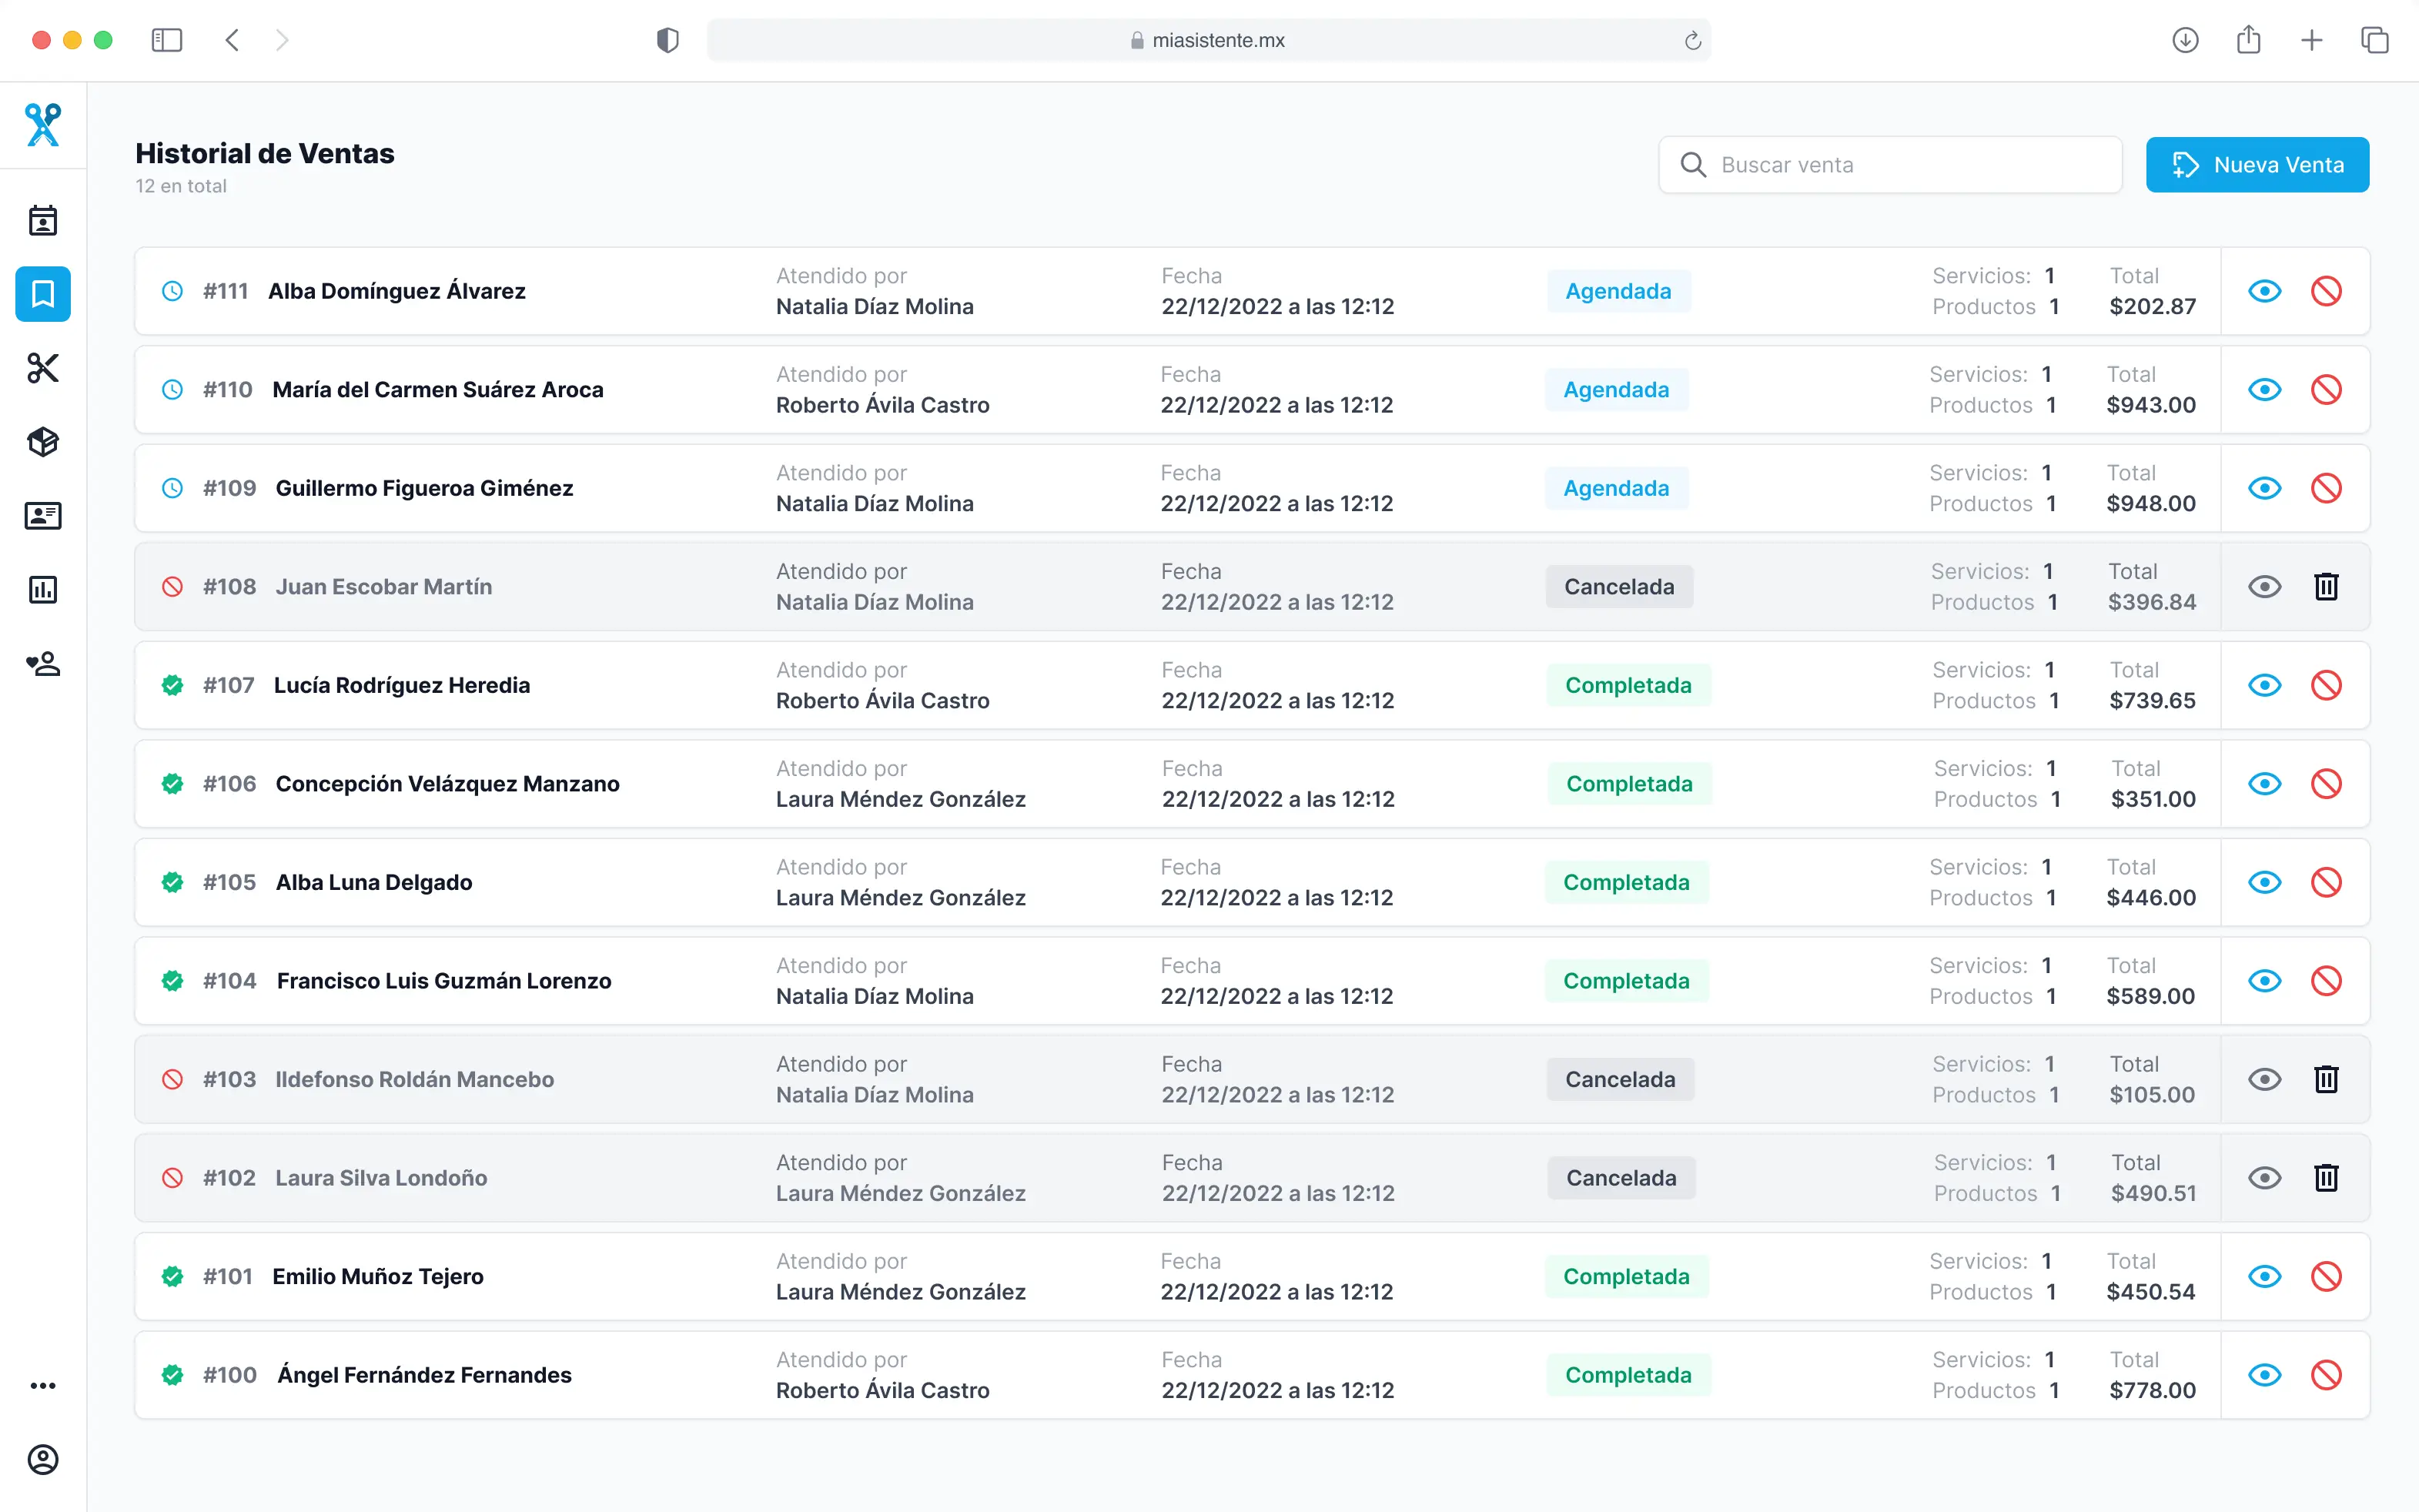 miasistente.mx
Historial de Ventas
12 en total
Buscar venta
Nueva Venta
#111 Alba Domínguez Álvarez
Atendido por
Natalia Díaz Molina
Fecha
22/12/2022 a las 12:12
Agendada
Servicios: 1
Productos 1
Total
$202.87
#110 María del Carmen Suárez Aroca
Atendido por
Roberto Ávila Castro
Fecha
22/12/2022 a las 12:12
Agendada
Servicios: 1
Productos 1
Total
$943.00
#109 Guillermo Figueroa Giménez
Atendido por
Natalia Díaz Molina
Fecha
22/12/2022 a las 12:12
Agendada
Servicios: 1
Productos 1
Total
$948.00
#108 Juan Escobar Martín
Atendido por
Natalia Díaz Molina
Fecha
22/12/2022 a las 12:12
Cancelada
Servicios: 1
Productos 1
Total
$396.84
#107 Lucía Rodríguez Heredia
Atendido por
Roberto Ávila Castro
Fecha
22/12/2022 a las 12:12
Completada
Servicios: 1
Productos 1
Total
$739.65
#106 Concepción Velázquez Manzano
Atendido por
Laura Méndez González
Fecha
22/12/2022 a las 12:12
Completada
Servicios: 1
Productos 1
Total
$351.00
#105 Alba Luna Delgado
Atendido por
Laura Méndez González
Fecha
22/12/2022 a las 12:12
Completada
Servicios: 1
Productos 1
Total
$446.00
#104 Francisco Luis Guzmán Lorenzo
Atendido por
Natalia Díaz Molina
Fecha
22/12/2022 a las 12:12
Completada
Servicios: 1
Productos 1
Total
$589.00
#103 Ildefonso Roldán Mancebo
Atendido por
Natalia Díaz Molina
Fecha
22/12/2022 a las 12:12
Cancelada
Servicios: 1
Productos 1
Total
$105.00
#102 Laura Silva Londoño
Atendido por
Laura Méndez González
Fecha
22/12/2022 a las 12:12
Cancelada
Servicios: 1
Productos 1
Total
$490.51
#101 Emilio Muñoz Tejero
Atendido por
Laura Méndez González
Fecha
22/12/2022 a las 12:12
Completada
Servicios: 1
Productos 1
Total
$450.54
#100 Ángel Fernández Fernandes
Atendido por
Roberto Ávila Castro
Fecha
22/12/2022 a las 12:12
Completada
Servicios: 1
Productos 1
Total
$778.00